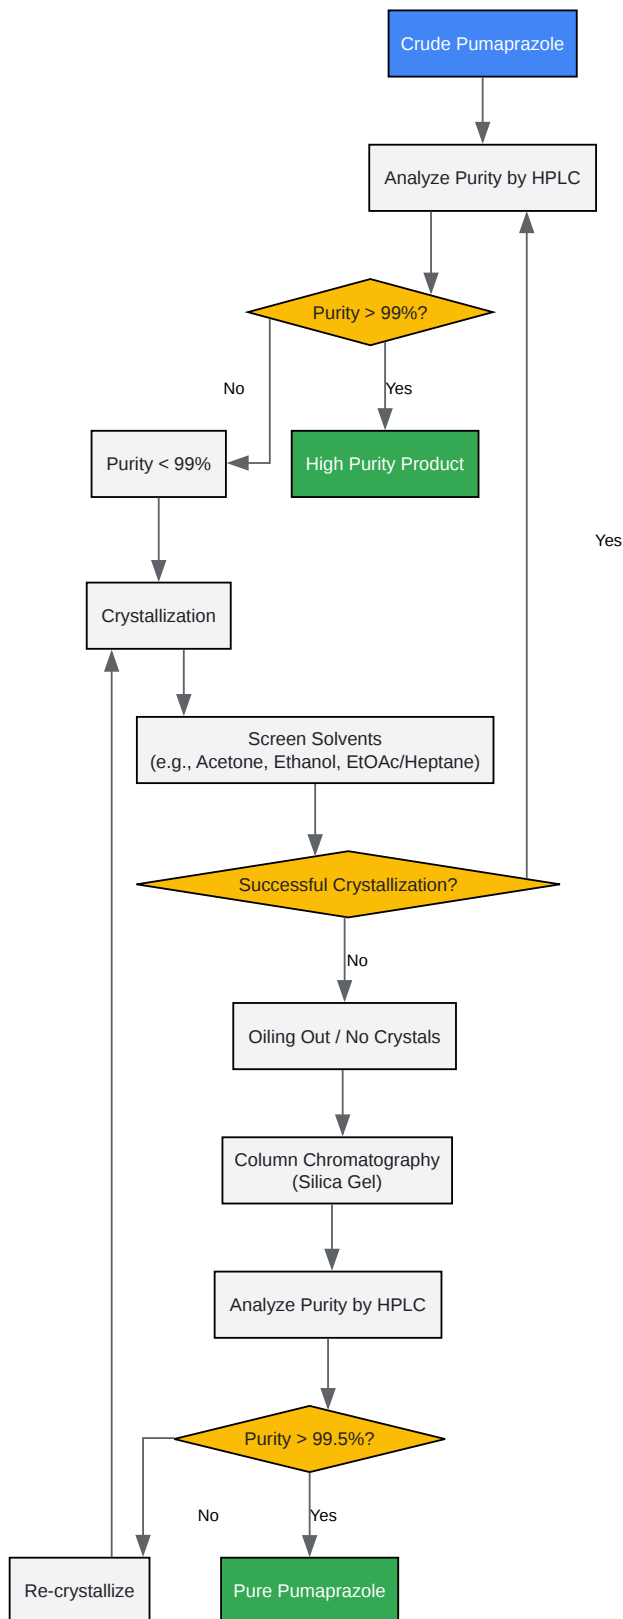 Crude Pumaprazole
Analyze Purity by HPLC
Purity > 99%?
No
Yes
Purity < 99%
High Purity Product
Yes
Crystallization
Screen Solvents
(e.g., Acetone, Ethanol, EtOAc/Heptane)
Successful Crystallization?
No
Oiling Out / No Crystals
Column Chromatography
(Silica Gel)
Analyze Purity by HPLC
Purity > 99.5%?
No
Yes
Re-crystallize
Pure Pumaprazole